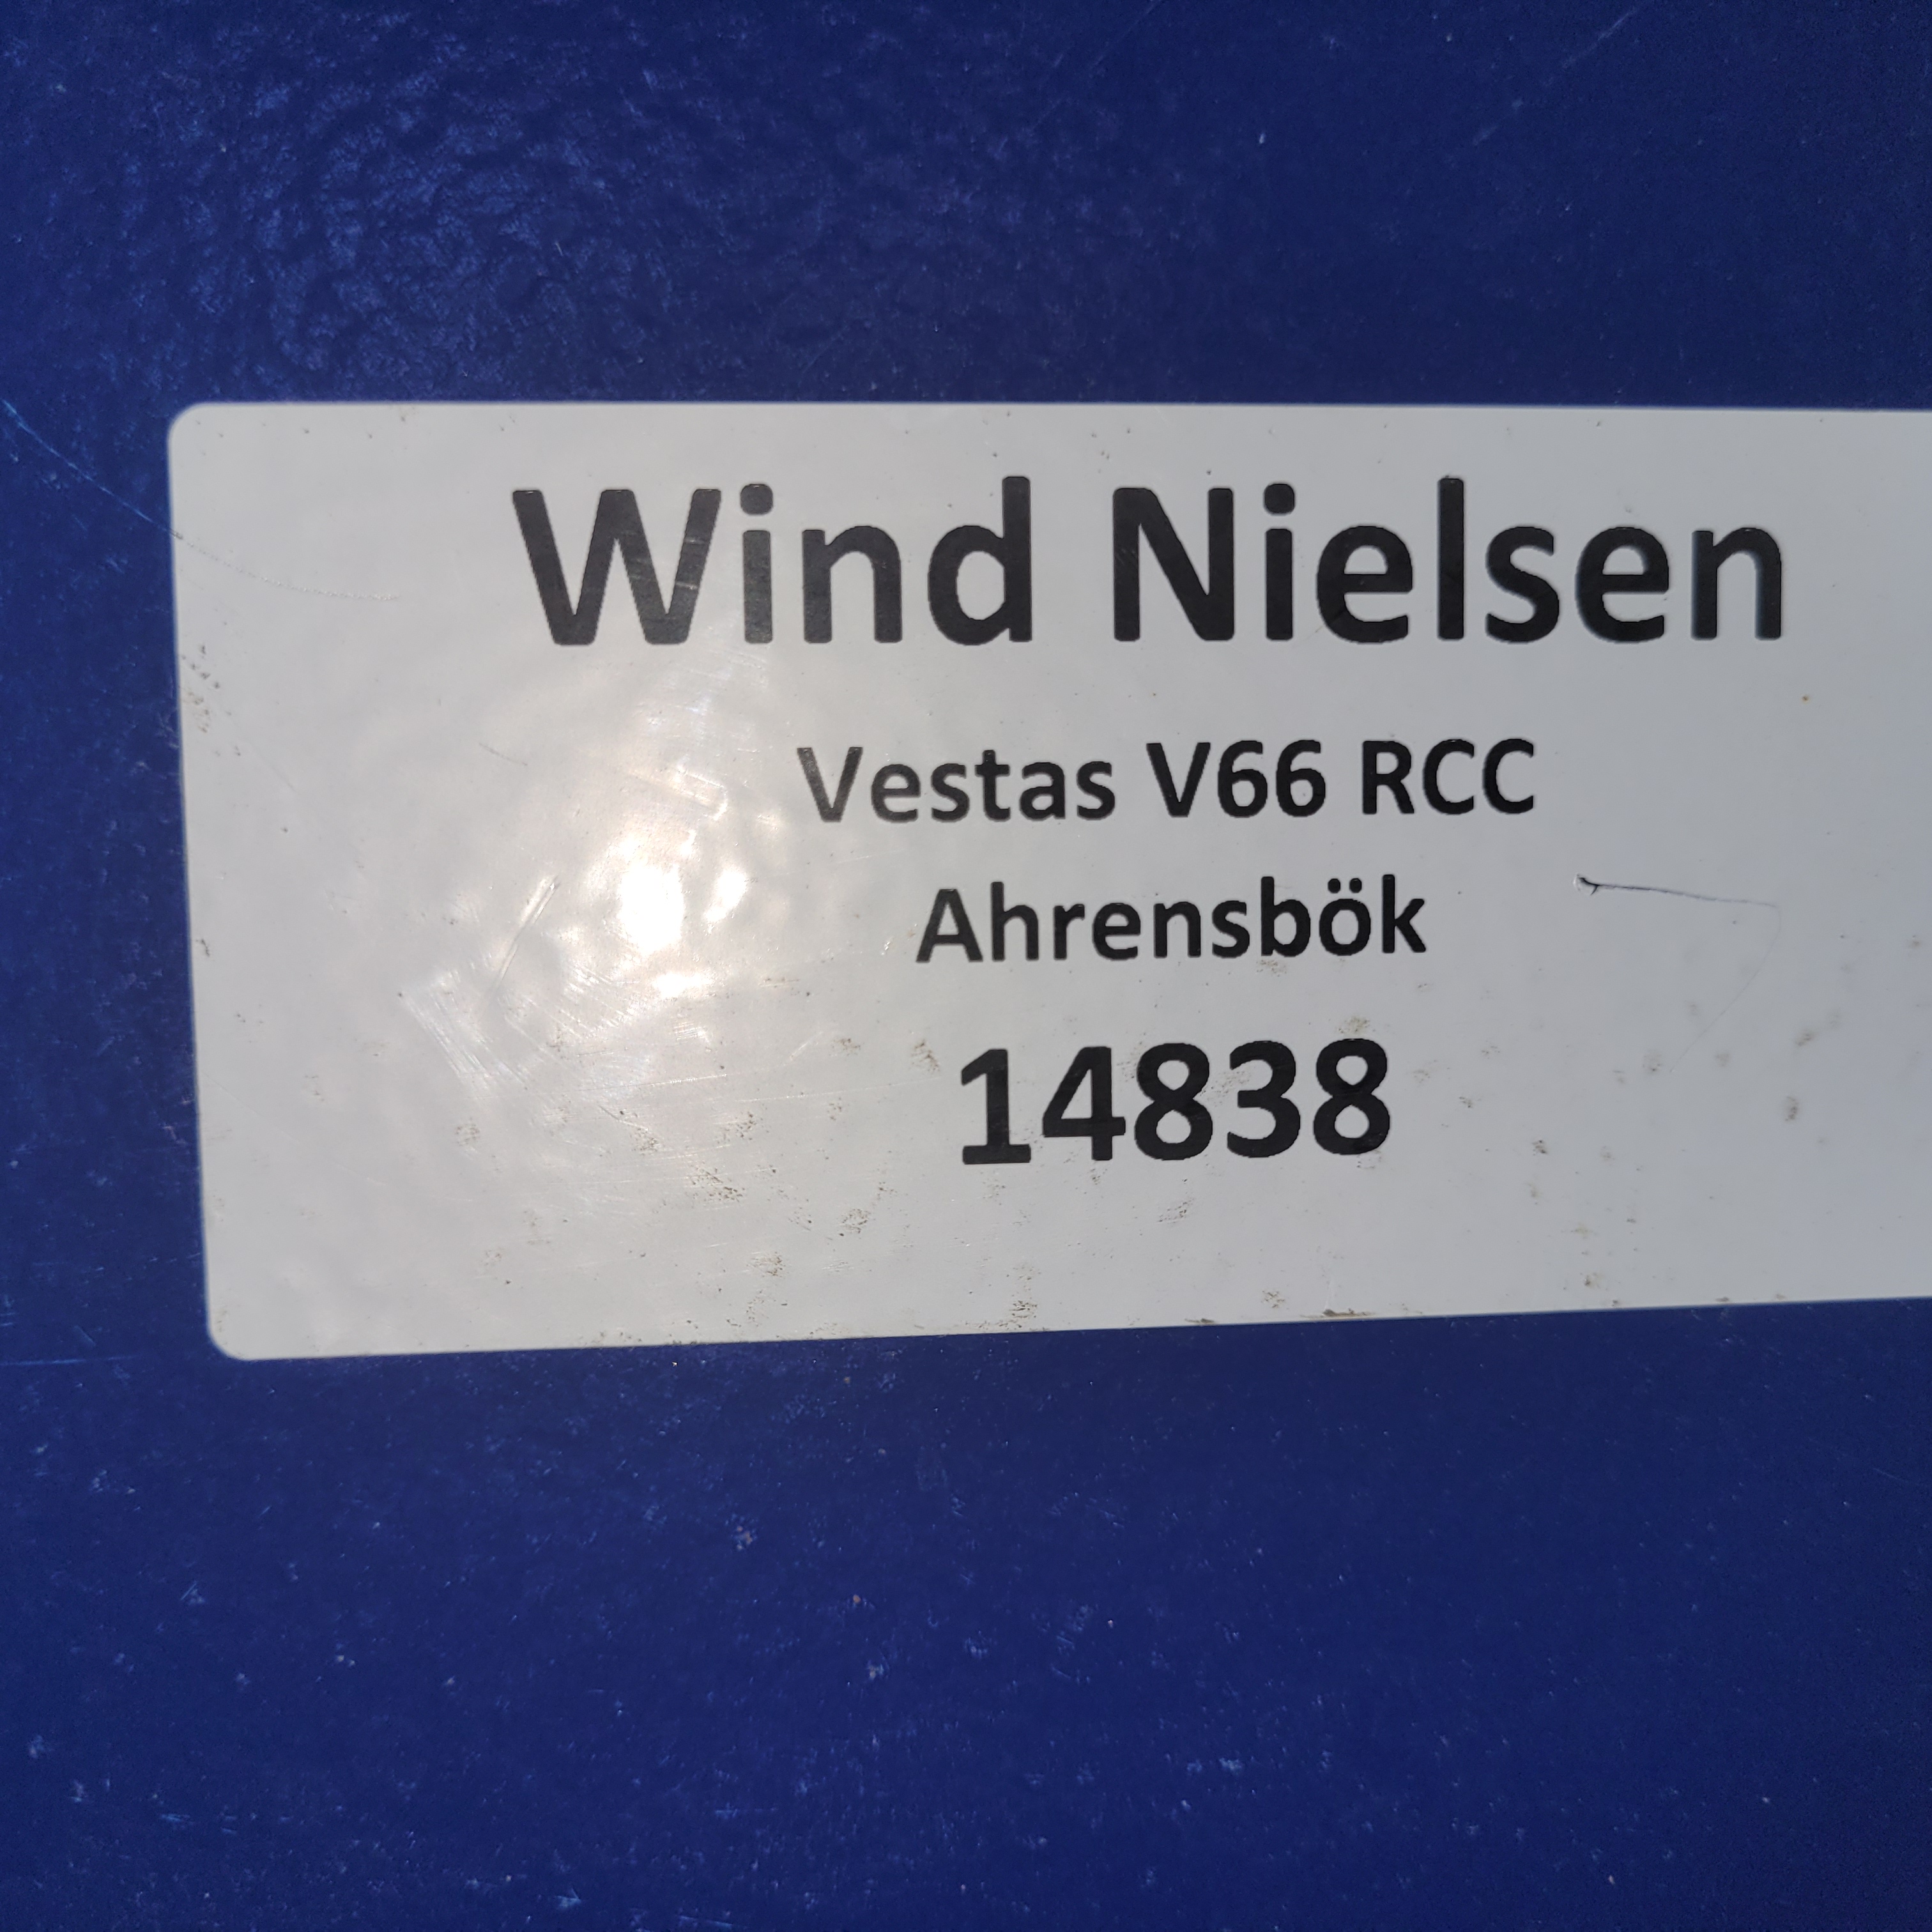 Wind Nielsen
Vestas V66 RCC
Ahrensbök
14838